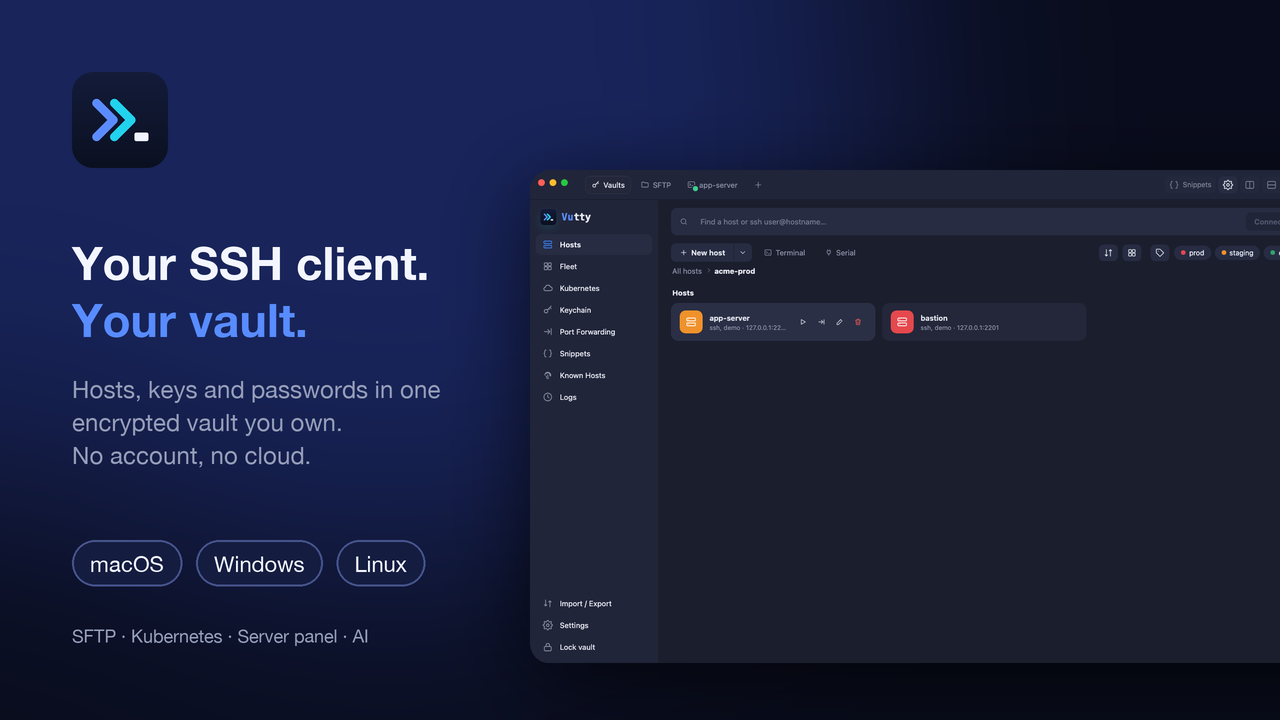 Your SSH client.
Your vault.
Hosts, keys and passwords in one
encrypted vault you own.
No account, no cloud.
macOS Windows Linux
SFTP · Kubernetes · Server panel · AI
Vaults SFTP app-server Snippets
Vutty
Hosts
Fleet
Kubernetes
Keychain
Port Forwarding
Snippets
Known Hosts
Logs
Import / Export
Settings
Lock vault
Find a host or ssh user@hostname...
New host Terminal Serial prod staging
All hosts › acme-prod
Hosts
app-server
ssh, demo · 127.0.0.1:22...
bastion
ssh, demo · 127.0.0.1:2201